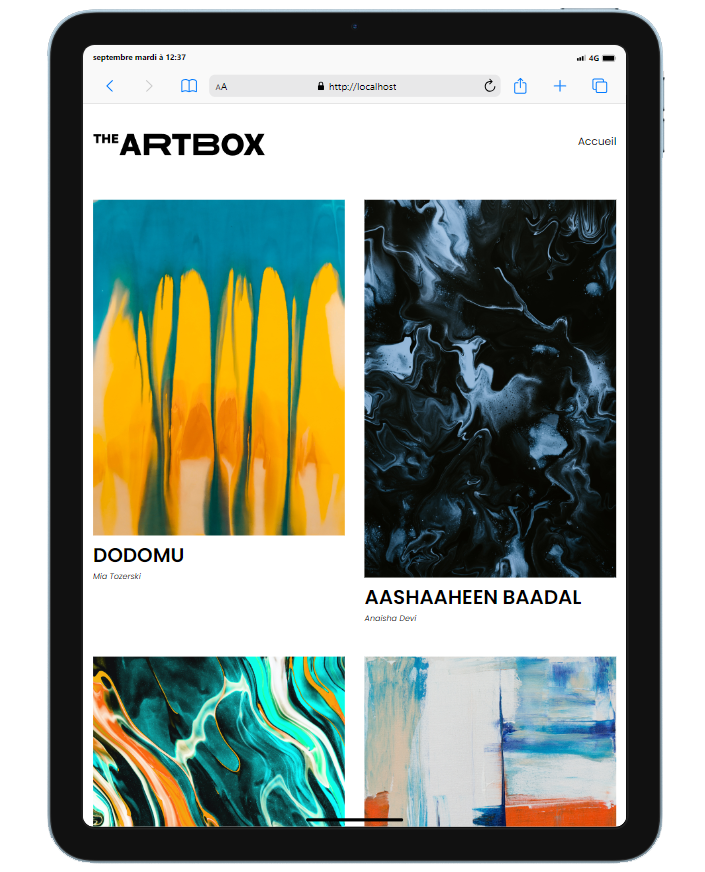 septembre mardi à 12:37
4G
AA
http://localhost
THE ARTBOX
Accueil
DODOMU
Mia Tozerski
AASHAAHEEN BAADAL
Anaisha Devi